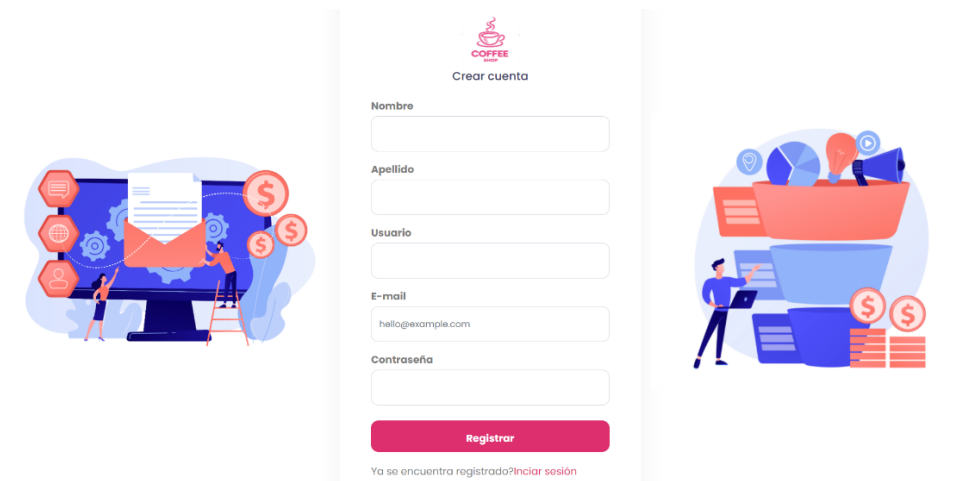 COFFEE
SHOP
Crear cuenta
Nombre
Apellido
Usuario
E-mail
hello@example.com
Contraseña
Registrar
Ya se encuentra registrado?Inciar sesión